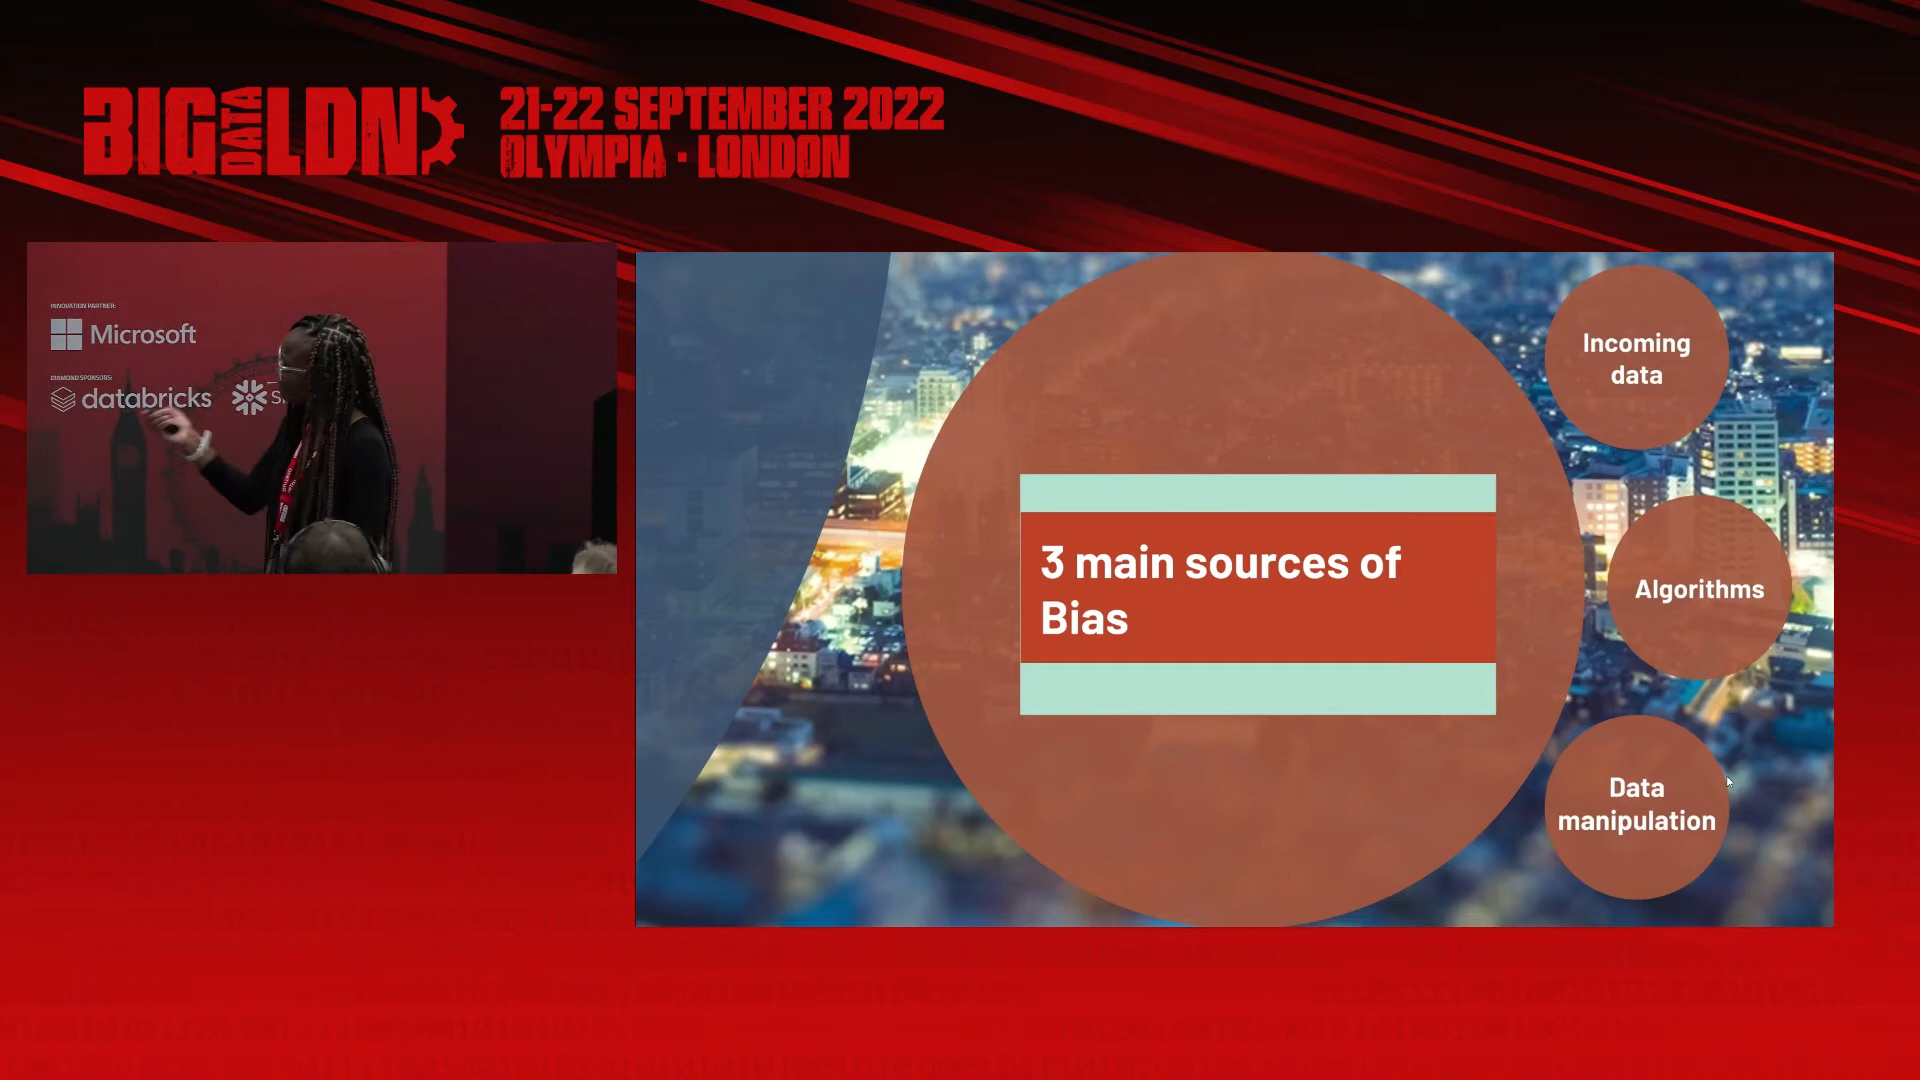 BIG DATA LDN
21-22 SEPTEMBER 2022
OLYMPIA · LONDON
INNOVATION PARTNER:
Microsoft
DIAMOND SPONSORS:
databricks
3 main sources of
Bias
Incoming
data
Algorithms
Data
manipulation